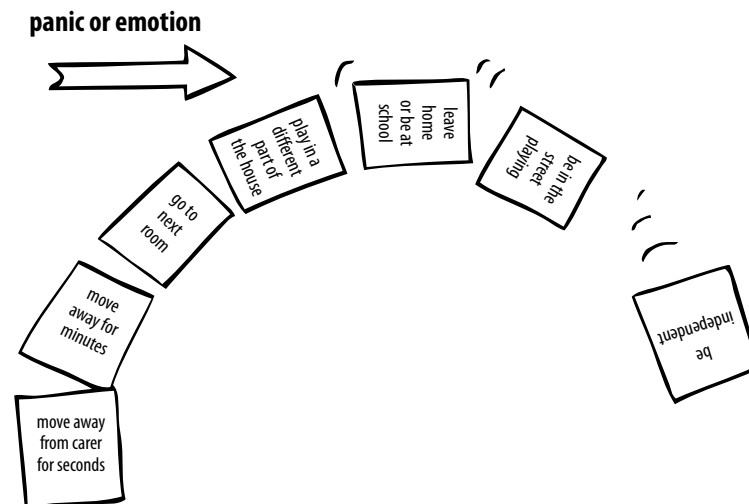 panic or emotion
move away
from carer
for seconds
move
away for
minutes
go to
next
room
play in a
different
part of
the house
leave
home
or be at
school
be in the
street
playing
be
independent